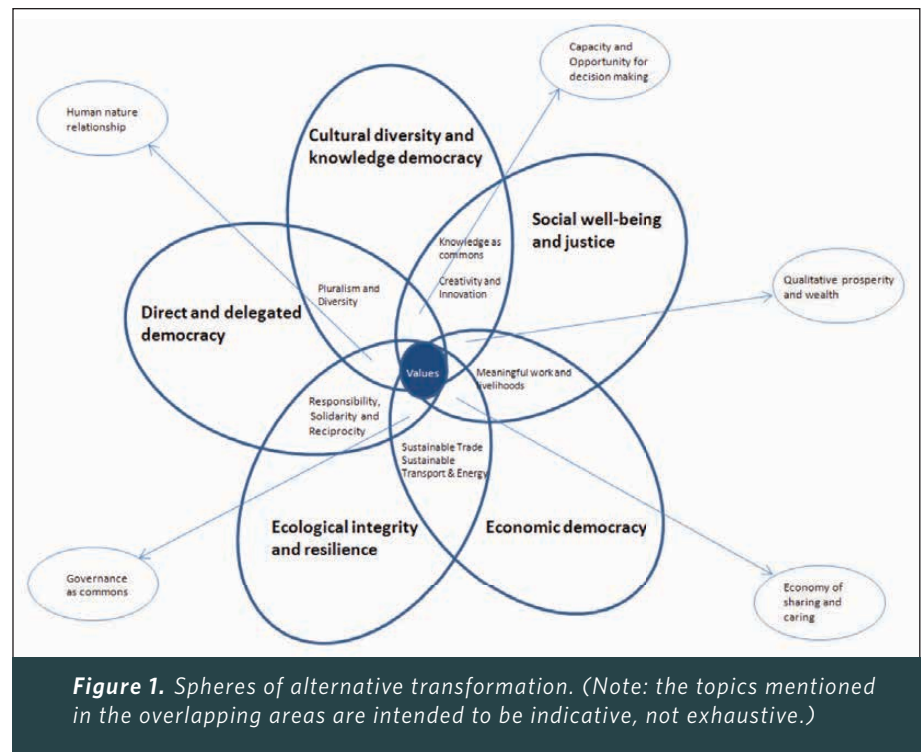 Capacity and
Opportunity for
decision making
Human nature
relationship
Cultural diversity and
knowledge democracy
Social well-being
and justice
Knowledge as
commons
Creativity and
Innovation
Qualitative prosperity
and wealth
Pluralism and
Diversity
Direct and delegated
democracy
Values
Meaningful work and
livelihoods
Responsibility,
Solidarity and
Reciprocity
Sustainable Trade
Sustainable
Transport & Energy
Ecological integrity
and resilience
Economic democracy
Governance
as commons
Economy of
sharing and
caring
Figure 1. Spheres of alternative transformation. (Note: the topics mentioned
in the overlapping areas are intended to be indicative, not exhaustive.)